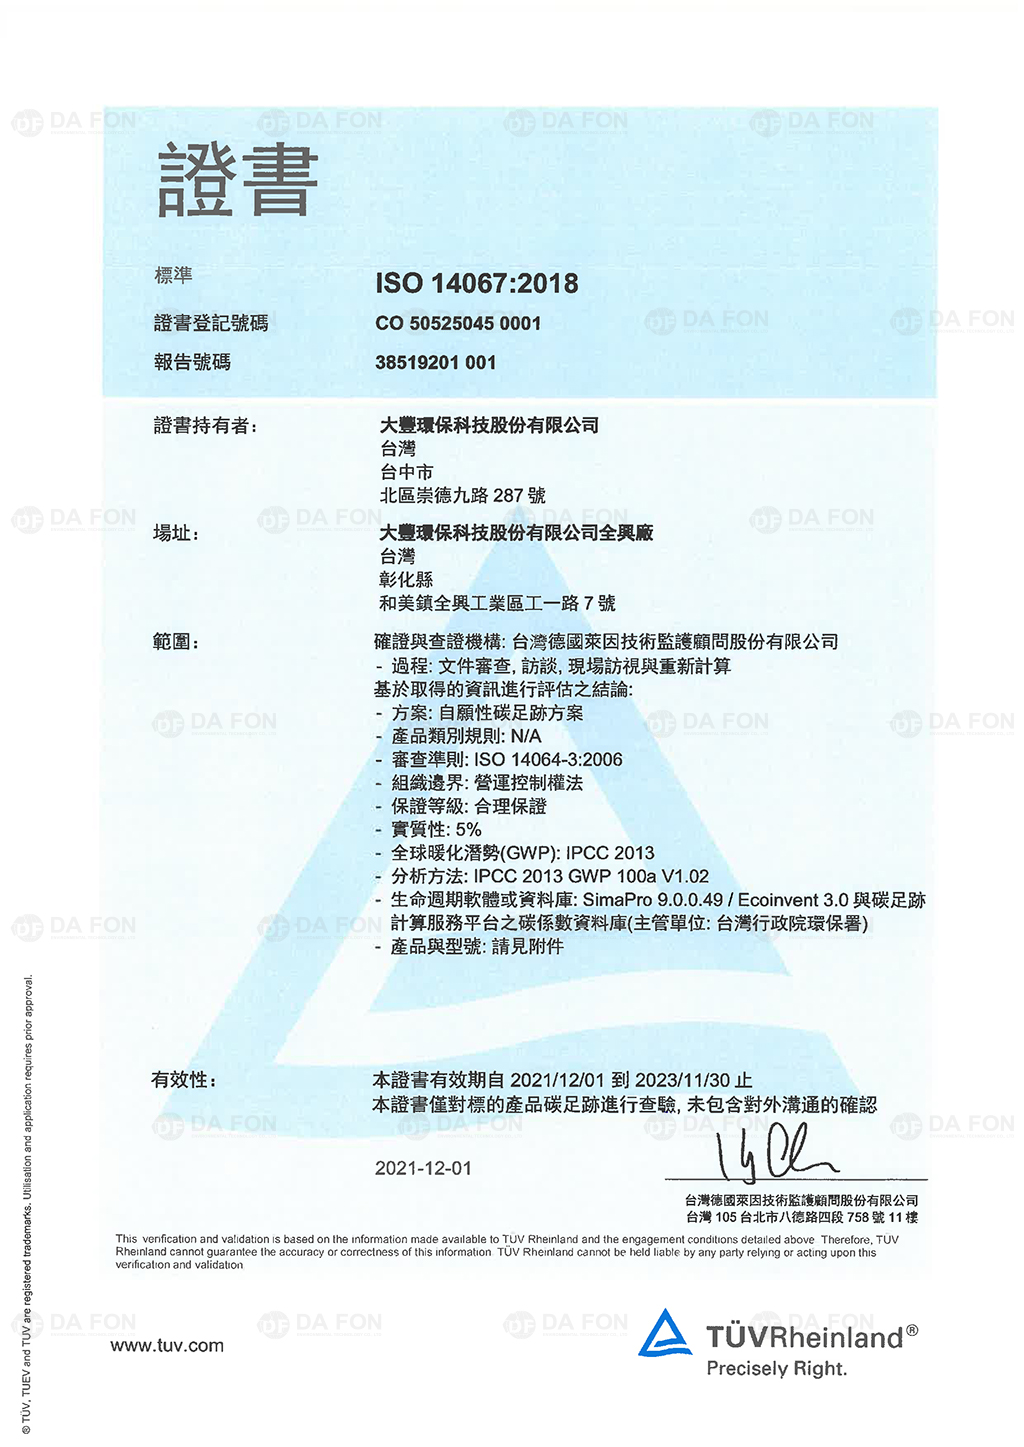 證書
標準 ISO 14067:2018
證書登記號碼 CO 50525045 0001
報告號碼 38519201 001
證書持有者: 大豐環保科技股份有限公司
台灣
台中市
北區崇德九路 287 號
場址: 大豐環保科技股份有限公司全興廠
台灣
彰化縣
和美鎮全興工業區工一路 7 號
範圍: 確證與查證機構: 台灣德國萊因技術監護顧問股份有限公司
- 過程: 文件審查, 訪談, 現場訪視與重新計算
基於取得的資訊進行評估之結論:
- 方案: 自願性碳足跡方案
- 產品類別規則: N/A
- 審查準則: ISO 14064-3:2006
- 組織邊界: 營運控制權法
- 保證等級: 合理保證
- 實質性: 5%
- 全球暖化潛勢(GWP): IPCC 2013
- 分析方法: IPCC 2013 GWP 100a V1.02
- 生命週期軟體或資料庫: SimaPro 9.0.0.49 / Ecoinvent 3.0 與碳足跡
計算服務平台之碳係數資料庫(主管單位: 台灣行政院環保署)
- 產品與型號: 請見附件
有效性: 本證書有效期自 2021/12/01 到 2023/11/30 止
本證書僅對標的產品碳足跡進行查驗, 未包含對外溝通的確認
2021-12-01
台灣德國萊因技術監護顧問股份有限公司
台灣 105 台北市八德路四段 758 號 11 樓
This verification and validation is based on the information made available to TÜV Rheinland and the engagement conditions detailed above. Therefore, TÜV
Rheinland cannot guarantee the accuracy or correctness of this information. TÜV Rheinland cannot be held liable by any party relying or acting upon this
verification and validation
www.tuv.com
TÜVRheinland®
Precisely Right.
® TÜV, TUEV and TUV are registered trademarks. Utilisation and application requires prior approval.
DF DA FON